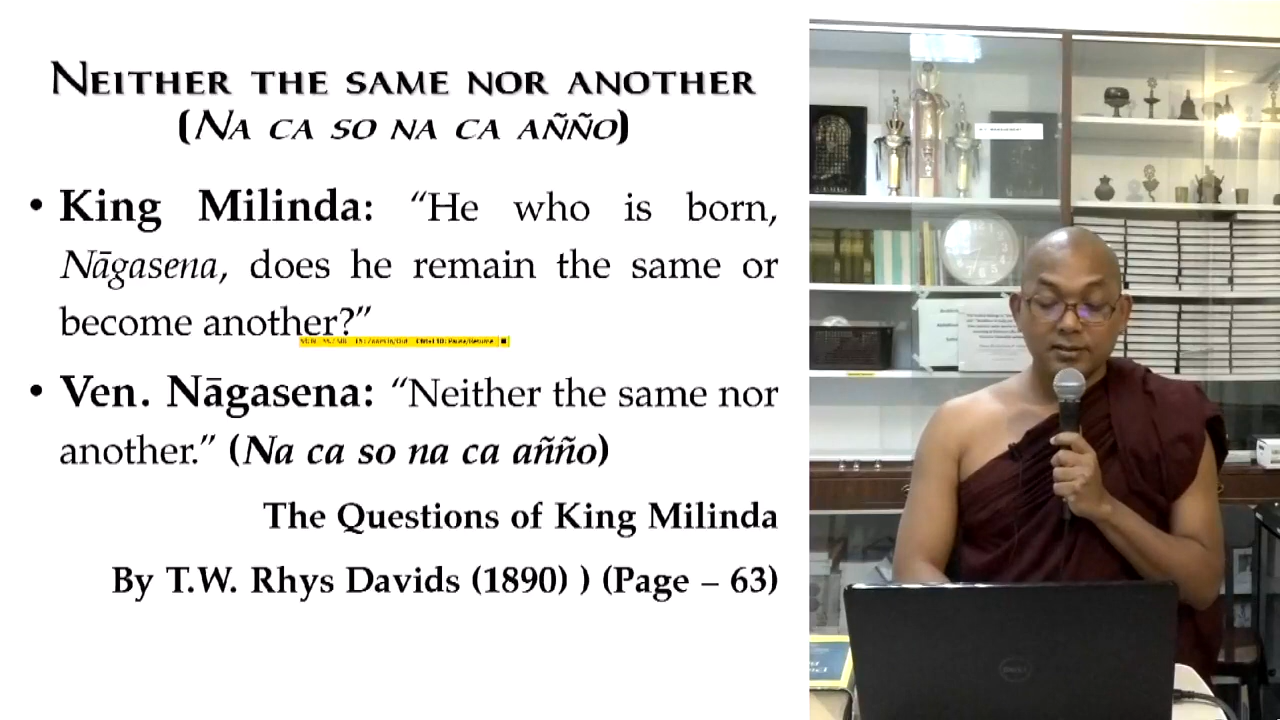 NEITHER THE SAME NOR ANOTHER
(NA CA SO NA CA AÑÑO)
• King Milinda: “He who is born,
Nāgasena, does he remain the same or
become another?”
• Ven. Nāgasena: “Neither the same nor
another.” (Na ca so na ca añño)
The Questions of King Milinda
By T.W. Rhys Davids (1890) ) (Page – 63)
DELL